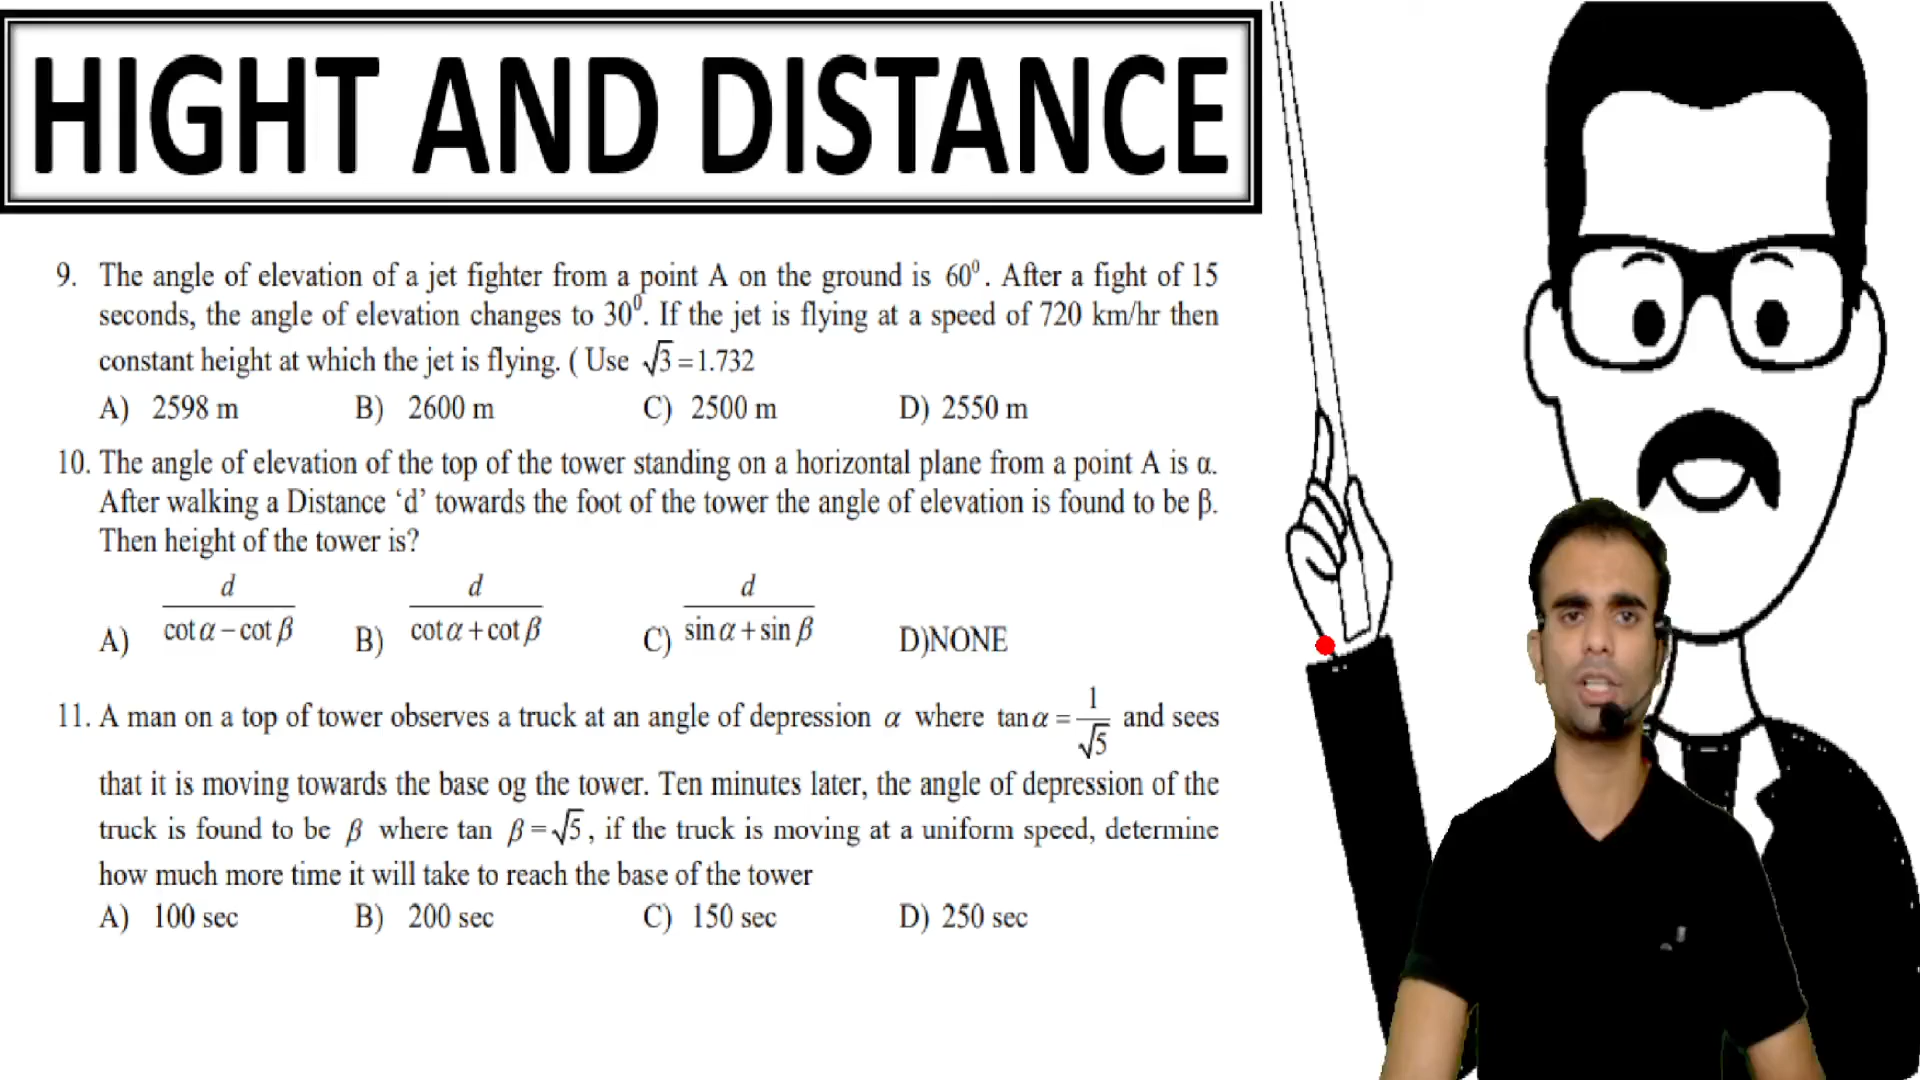 HIGHT AND DISTANCE
9. The angle of elevation of a jet fighter from a point A on the ground is 60⁰. After a fight of 15
seconds, the angle of elevation changes to 30⁰. If the jet is flying at a speed of 720 km/hr then
constant height at which the jet is flying. ( Use √3 = 1.732
A) 2598 m B) 2600 m C) 2500 m D) 2550 m
10. The angle of elevation of the top of the tower standing on a horizontal plane from a point A is α.
After walking a Distance ‘d’ towards the foot of the tower the angle of elevation is found to be β.
Then height of the tower is?
A) d/(cot α − cot β) B) d/(cot α + cot β) C) d/(sin α + sin β) D)NONE
11. A man on a top of tower observes a truck at an angle of depression α where tan α = 1/√5 and sees
that it is moving towards the base og the tower. Ten minutes later, the angle of depression of the
truck is found to be β where tan β = √5, if the truck is moving at a uniform speed, determine
how much more time it will take to reach the base of the tower
A) 100 sec B) 200 sec C) 150 sec D) 250 sec